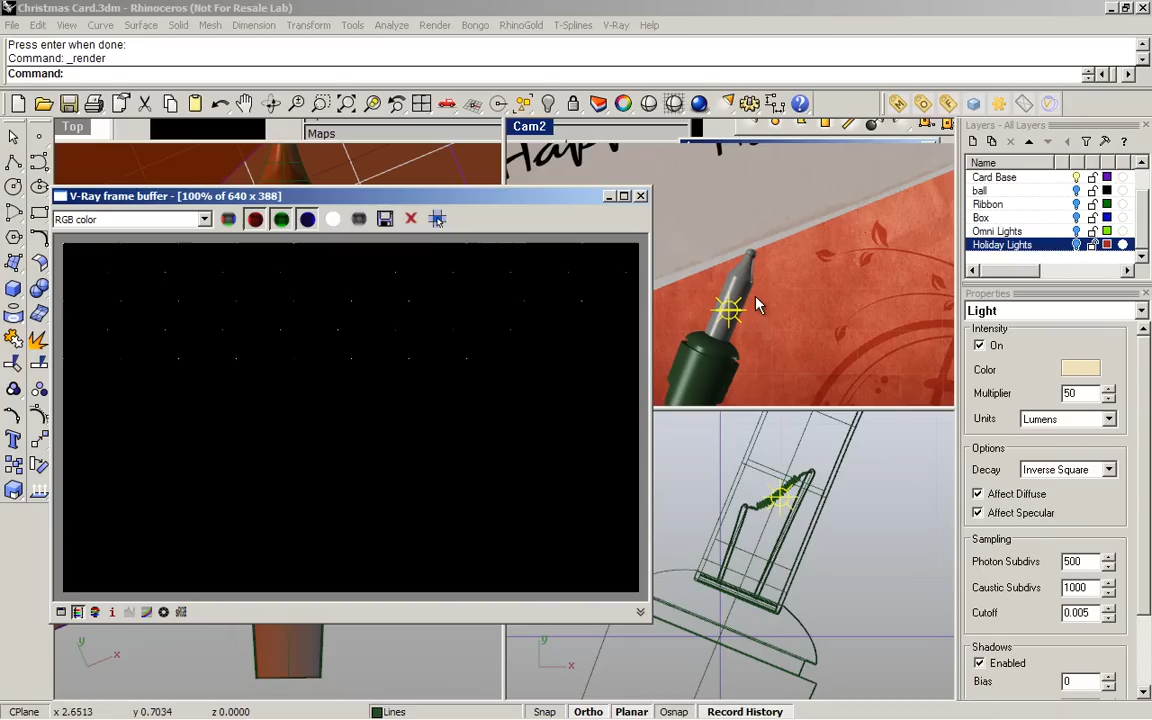 Christmas Card.3dm - Rhinoceros (Not For Resale Lab)
File Edit View Curve Surface Solid Mesh Dimension Transform Tools Analyze Render Bongo RhinoGold T-Splines V-Ray Help
Press enter when done:
Command: _render
Command:
Top
Maps
Cam2
Happ
V-Ray frame buffer - [100% of 640 x 388]
RGB color
y
x
y
x
Layers - All Layers
Name
Card Base
ball
Ribbon
Box
Omni Lights
Holiday Lights
Properties
Light
Intensity
On
Color
Multiplier 50
Units Lumens
Options
Decay Inverse Square
Affect Diffuse
Affect Specular
Sampling
Photon Subdivs 500
Caustic Subdivs 1000
Cutoff 0.005
Shadows
Enabled
Bias 0
CPlane x 2.6513 y 0.7034 z 0.0000 Lines Snap Ortho Planar Osnap Record History